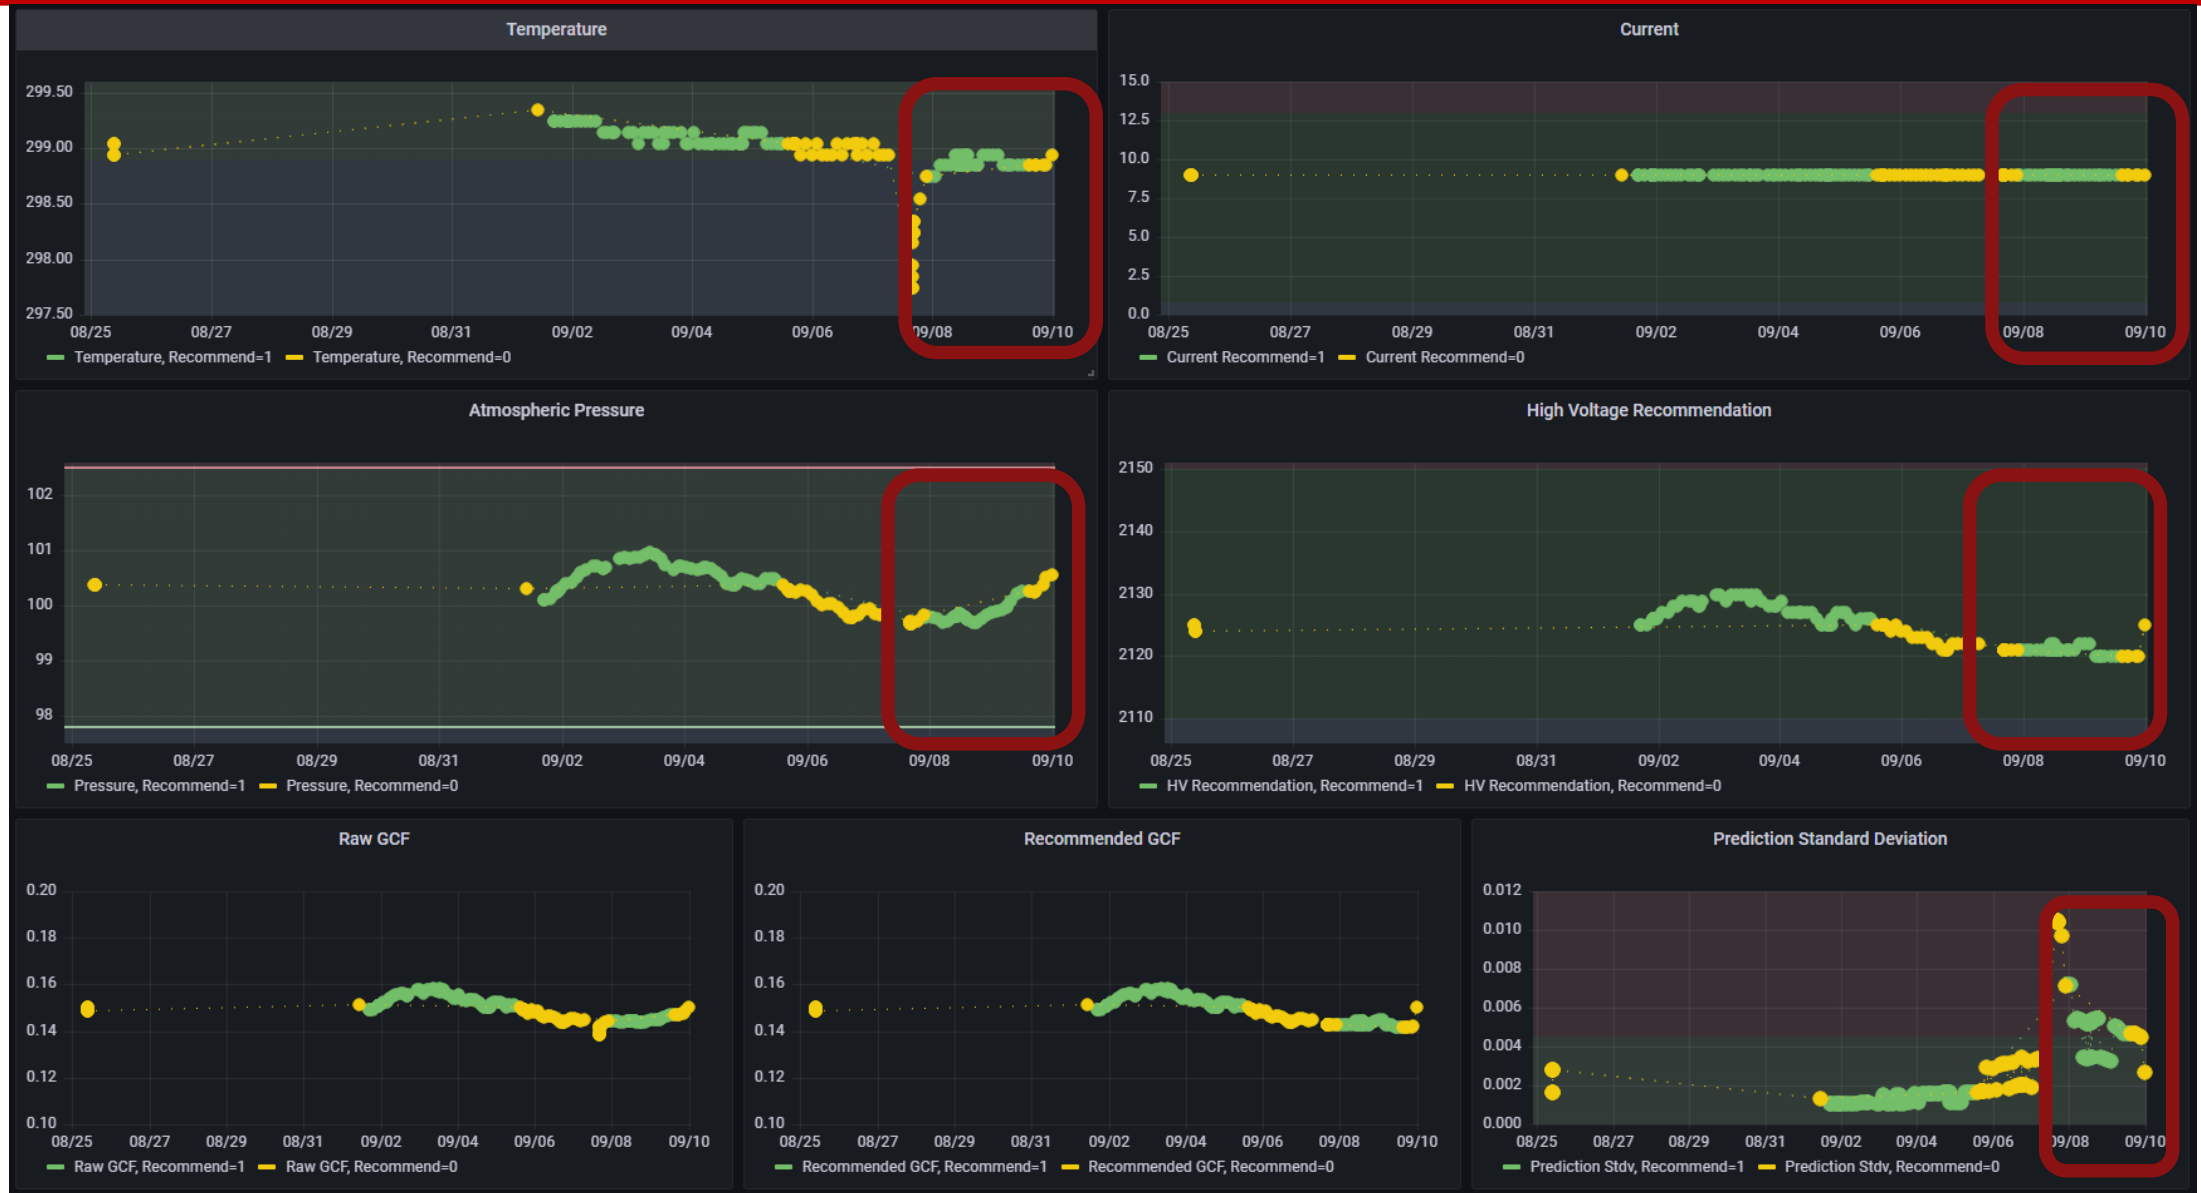 Temperature
299.50
299.00
298.50
298.00
297.50
08/25 08/27 08/29 08/31 09/02 09/04 09/06 09/08 09/10
Temperature, Recommend=1 Temperature, Recommend=0
Current
15.0
12.5
10.0
7.5
5.0
2.5
0.0
08/25 08/27 08/29 08/31 09/02 09/04 09/06 09/08 09/10
Current Recommend=1 Current Recommend=0
Atmospheric Pressure
102
101
100
99
98
08/25 08/27 08/29 08/31 09/02 09/04 09/06 09/08 09/10
Pressure, Recommend=1 Pressure, Recommend=0
High Voltage Recommendation
2150
2140
2130
2120
2110
08/25 08/27 08/29 08/31 09/02 09/04 09/06 09/08 09/10
HV Recommendation, Recommend=1 HV Recommendation, Recommend=0
Raw GCF
0.20
0.18
0.16
0.14
0.12
0.10
08/25 08/27 08/29 08/31 09/02 09/04 09/06 09/08 09/10
Raw GCF, Recommend=1 Raw GCF, Recommend=0
Recommended GCF
0.20
0.18
0.16
0.14
0.12
0.10
08/25 08/27 08/29 08/31 09/02 09/04 09/06 09/08 09/10
Recommended GCF, Recommend=1 Recommended GCF, Recommend=0
Prediction Standard Deviation
0.012
0.010
0.008
0.006
0.004
0.002
0.000
08/25 08/27 08/29 08/31 09/02 09/04 09/06 09/08 09/10
Prediction Stdv, Recommend=1 Prediction Stdv, Recommend=0